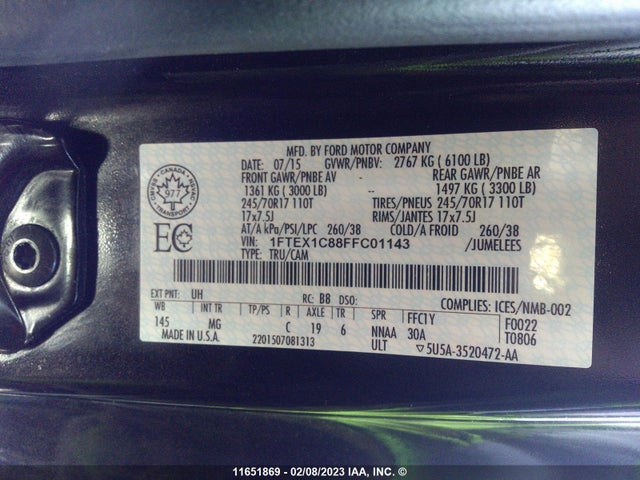 MFD. BY FORD MOTOR COMPANY
DATE: 07/15 GVWR/PNBV: 2767 KG ( 6100 LB)
FRONT GAWR/PNBE AV - REAR GAWR/PNBE AR
1361 KG ( 3000 LB) -- 1497 KG ( 3300 LB)
245/70R17 110T TIRES/PNEUS 245/70R17 110T
17x7.5J RIMS/JANTES 17x7.5J
AT/A kPa/PSI/LPC 260/38 COLD/A FROID 260/38
VIN: 1FTEX1C88FFC01143 /JUMELEES
TYPE: TRU/CAM
CANADA
977
TRANSPORT
EC
EXT PNT: UH RC: B8 DSO: COMPLIES: ICES/NMB-002
WB INT TR TP/PS R AXLE TR SPR FFC1Y F0022
145 MG C 19 6 NNAA 30A T0806
MADE IN U.S.A. 2201507081313 ULT ▽5U5A-3520472-AA
11651869 - 02/08/2023 IAA, INC. ©